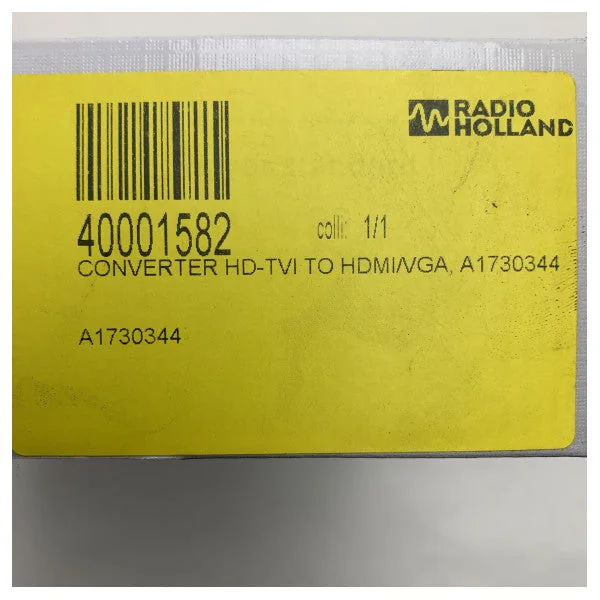 RADIO
HOLLAND
40001582 colli: 1/1
CONVERTER HD-TVI TO HDMI/VGA, A1730344
A1730344